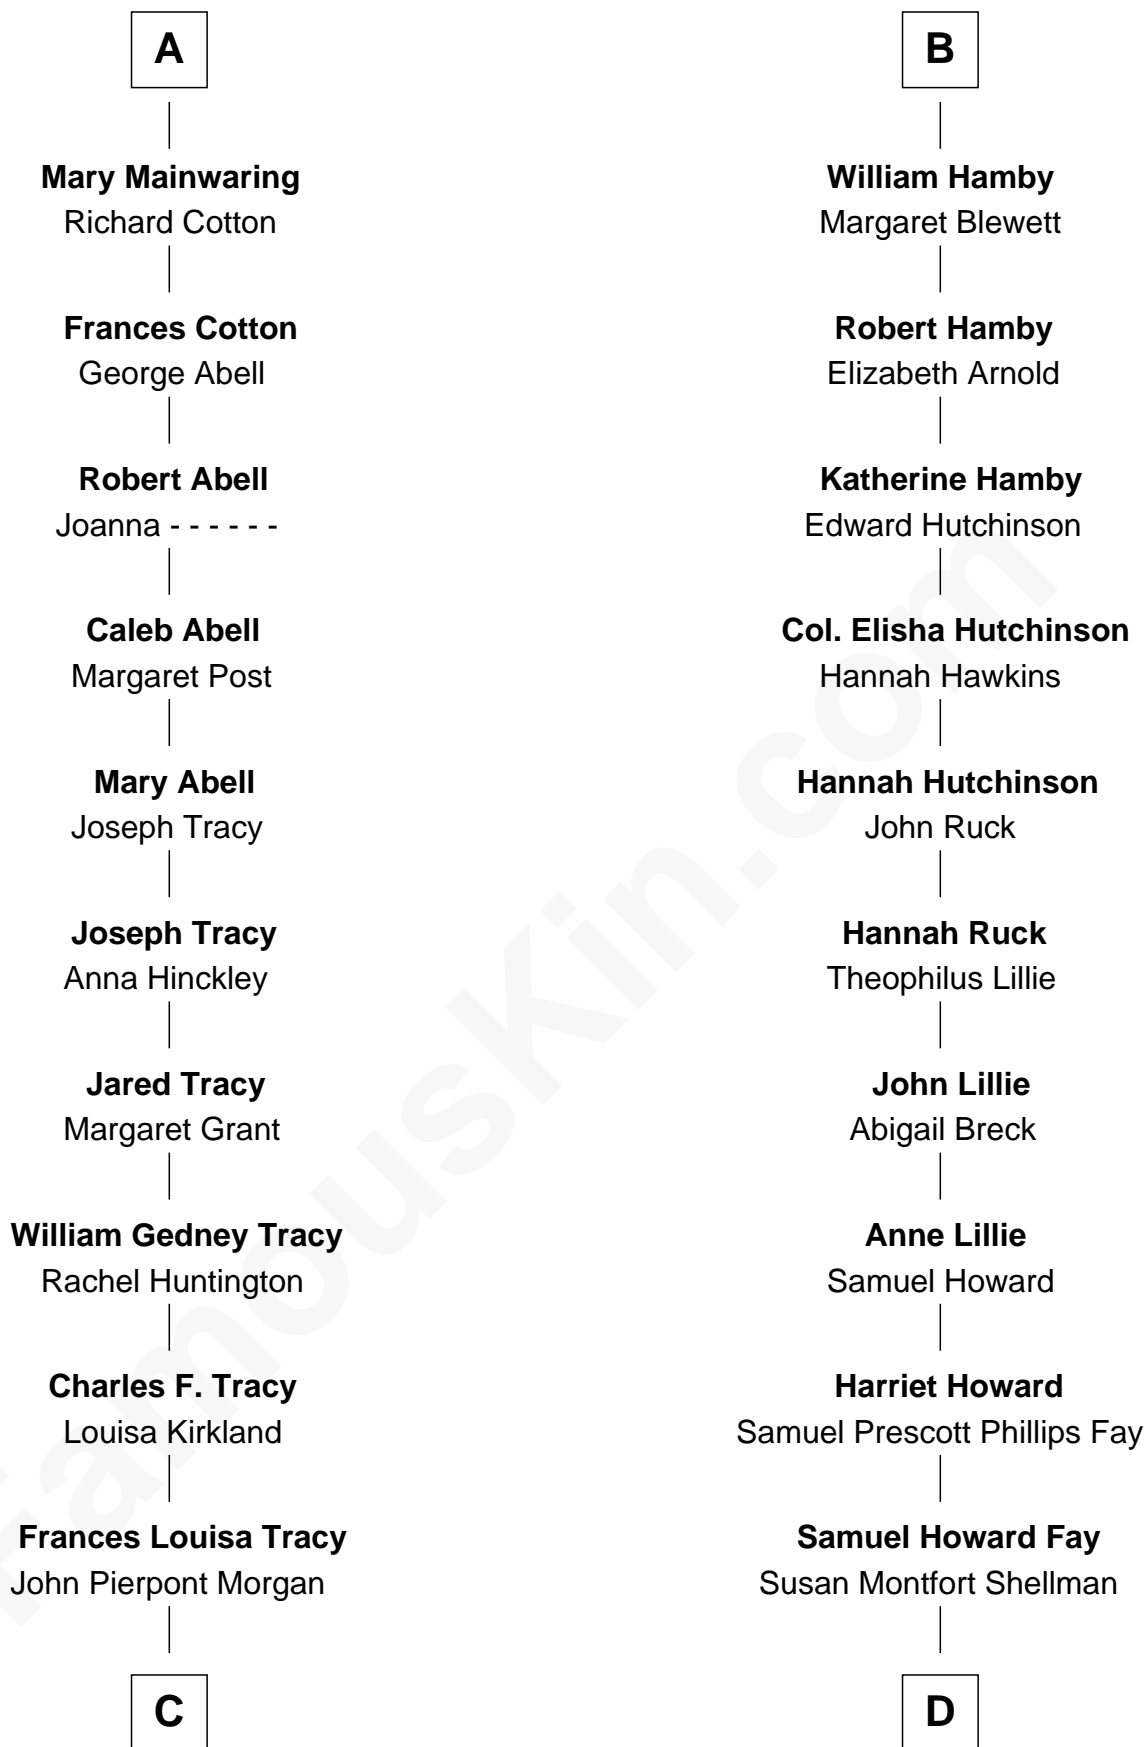 A
Mary Mainwaring
Richard Cotton
Frances Cotton
George Abell
Robert Abell
Joanna - - - - - -
Caleb Abell
Margaret Post
Mary Abell
Joseph Tracy
Joseph Tracy
Anna Hinckley
Jared Tracy
Margaret Grant
William Gedney Tracy
Rachel Huntington
Charles F. Tracy
Louisa Kirkland
Frances Louisa Tracy
John Pierpont Morgan
C
B
William Hamby
Margaret Blewett
Robert Hamby
Elizabeth Arnold
Katherine Hamby
Edward Hutchinson
Col. Elisha Hutchinson
Hannah Hawkins
Hannah Hutchinson
John Ruck
Hannah Ruck
Theophilus Lillie
John Lillie
Abigail Breck
Anne Lillie
Samuel Howard
Harriet Howard
Samuel Prescott Phillips Fay
Samuel Howard Fay
Susan Montfort Shellman
D
FamousKin.com